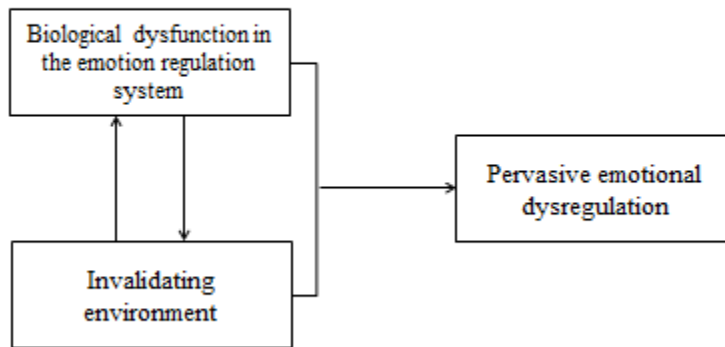 Biological dysfunction in
the emotion regulation
system
Pervasive emotional
dysregulation
Invalidating
environment